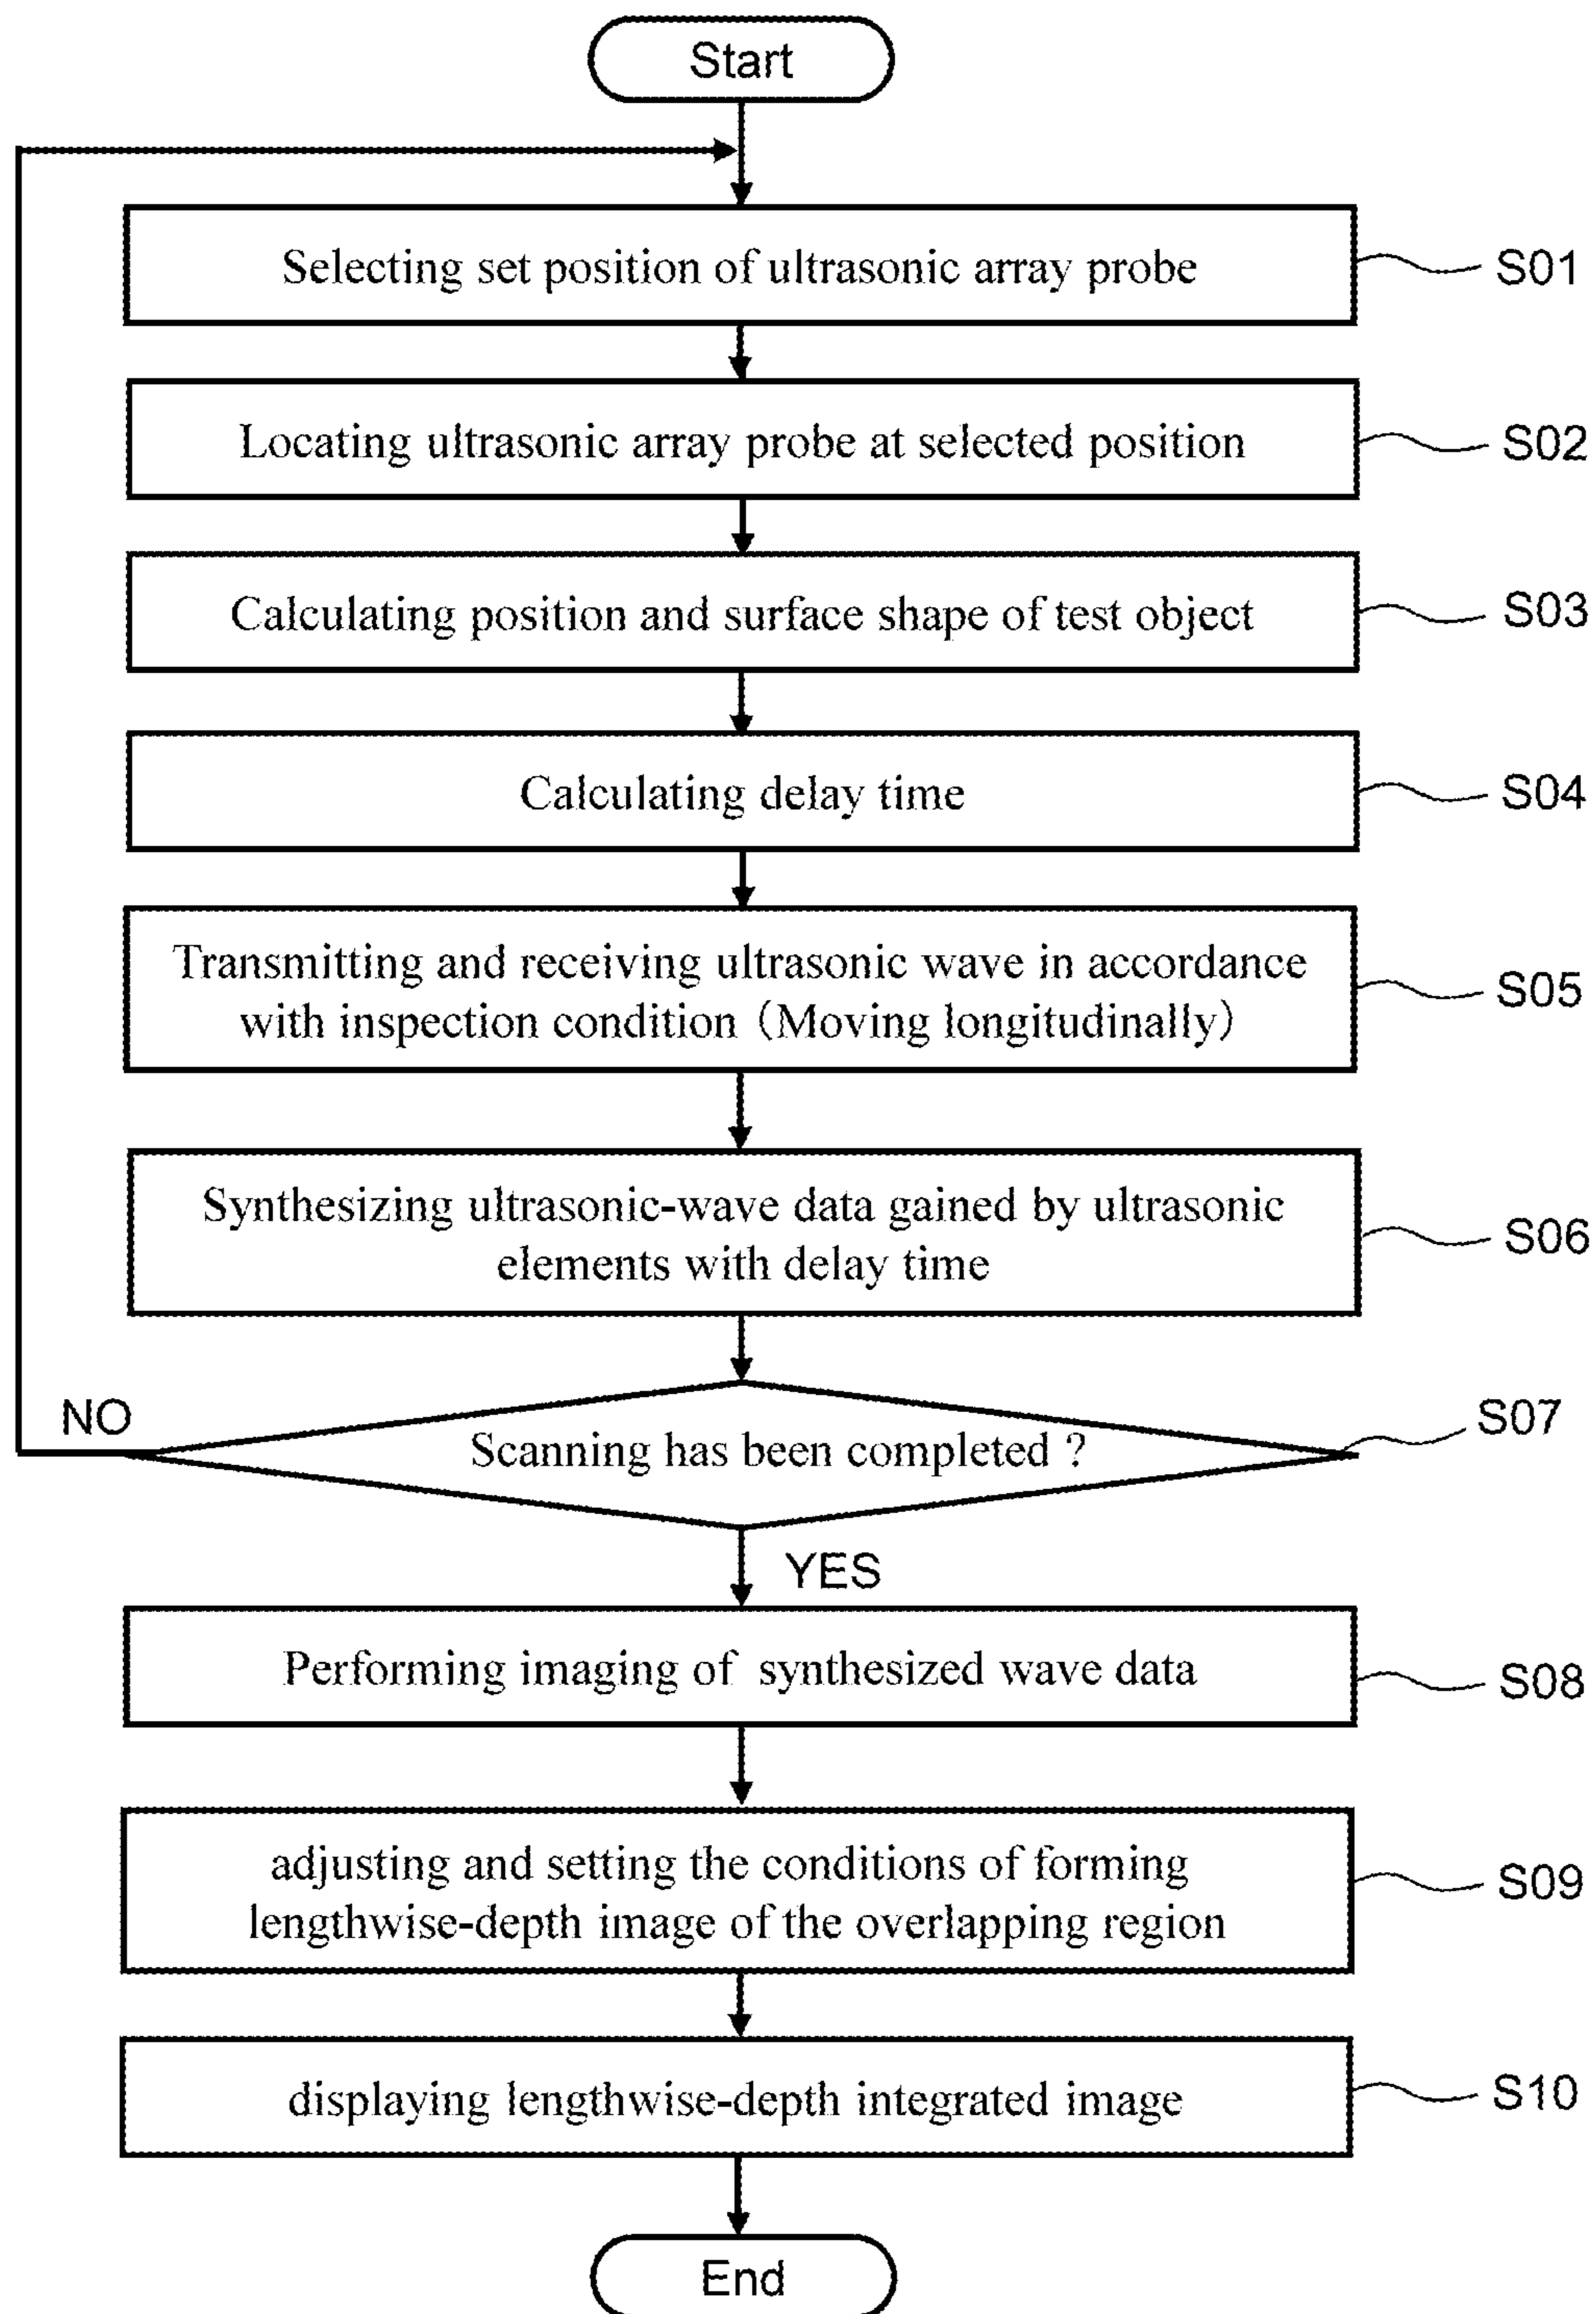 Start
Selecting set position of ultrasonic array probe
S01
Locating ultrasonic array probe at selected position
S02
Calculating position and surface shape of test object
S03
Calculating delay time
S04
Transmitting and receiving ultrasonic wave in accordance
with inspection condition (Moving longitudinally)
S05
Synthesizing ultrasonic-wave data gained by ultrasonic
elements with delay time
S06
NO
Scanning has been completed ?
S07
YES
Performing imaging of synthesized wave data
S08
adjusting and setting the conditions of forming
lengthwise-depth image of the overlapping region
S09
displaying lengthwise-depth integrated image
S10
End